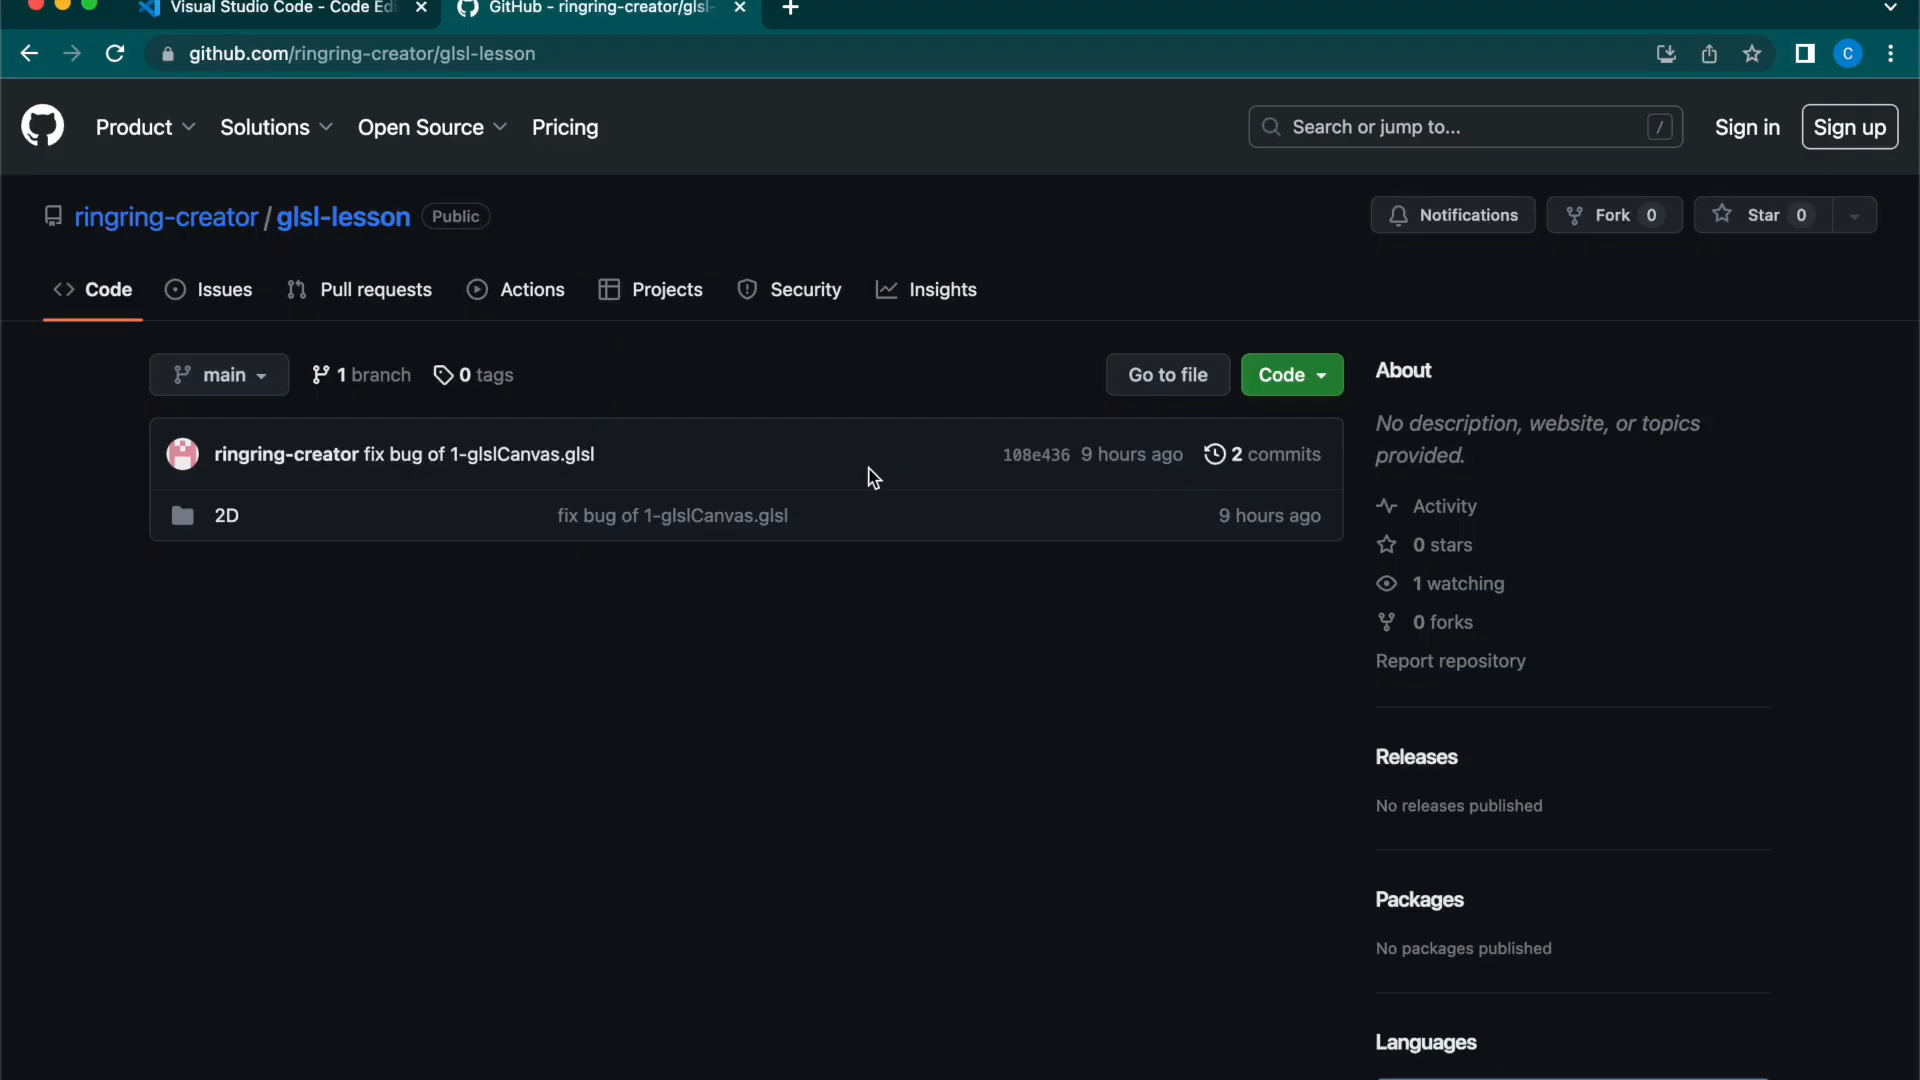 Visual Studio Code - Code Edi
GitHub - ringring-creator/glsl-
github.com/ringring-creator/glsl-lesson
C
Product
Solutions
Open Source
Pricing
Search or jump to...
/
Sign in
Sign up
ringring-creator / glsl-lesson
Public
Notifications
Fork 0
Star 0
Code
Issues
Pull requests
Actions
Projects
Security
Insights
main
1 branch
0 tags
Go to file
Code
ringring-creator fix bug of 1-glslCanvas.glsl
108e436 9 hours ago
2 commits
2D
fix bug of 1-glslCanvas.glsl
9 hours ago
About
No description, website, or topics
provided.
Activity
0 stars
1 watching
0 forks
Report repository
Releases
No releases published
Packages
No packages published
Languages